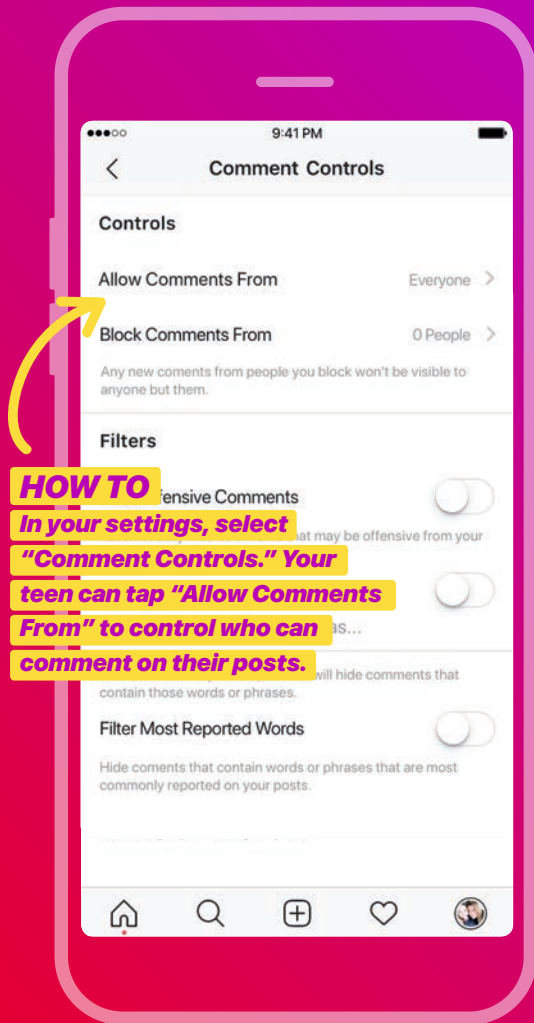 9:41 PM
Comment Controls
Controls
Allow Comments From Everyone
Block Comments From 0 People
Any new coments from people you block won't be visible to
anyone but them.
Filters
HOW TO
Comments
In your settings, select
may be offensive from your
"Comment Controls." Your
teen can tap "Allow Comments
From" to control who can
comment on their posts.
will hide comments that
contain those words or phrases.
Filter Most Reported Words
Hide coments that contain words or phrases that are most
commonly reported on your posts.